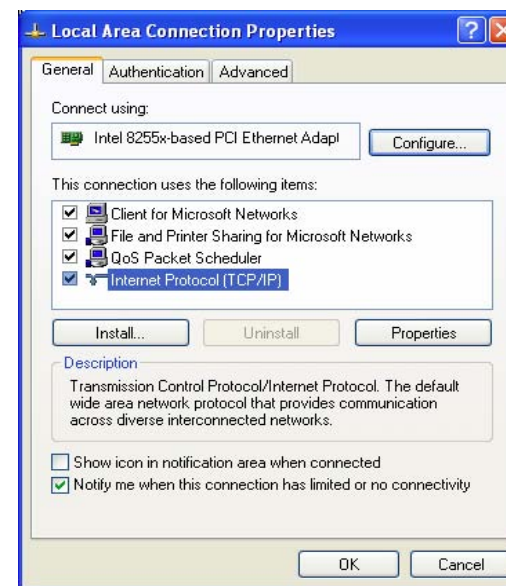 Local Area Connection Properties
General Authentication Advanced
Connect using:
Intel 8255x-based PCI Ethernet Adapt
Configure...
This connection uses the following items:
Client for Microsoft Networks
File and Printer Sharing for Microsoft Networks
QoS Packet Scheduler
Internet Protocol (TCP/IP)
Install... Uninstall Properties
Description
Transmission Control Protocol/Internet Protocol. The default
wide area network protocol that provides communication
across diverse interconnected networks.
Show icon in notification area when connected
Notify me when this connection has limited or no connectivity
OK Cancel